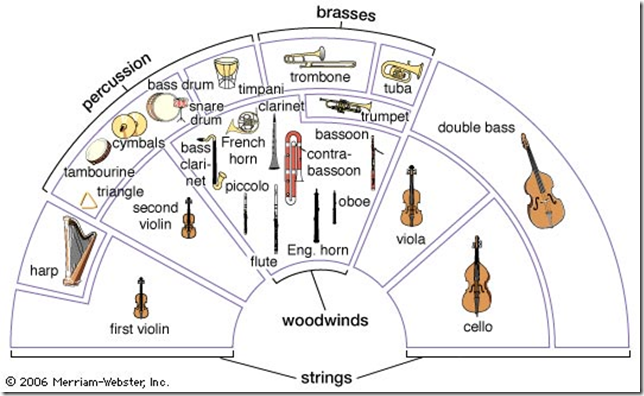 brasses
percussion
bass drum
timpani
trombone
tuba
snare
drum
clarinet
trumpet
cymbals
French
horn
bassoon
double bass
tambourine
bass
clari-
net
contra-
bassoon
triangle
piccolo
oboe
second
violin
viola
harp
flute
Eng. horn
first violin
woodwinds
cello
strings
© 2006 Merriam-Webster, Inc.